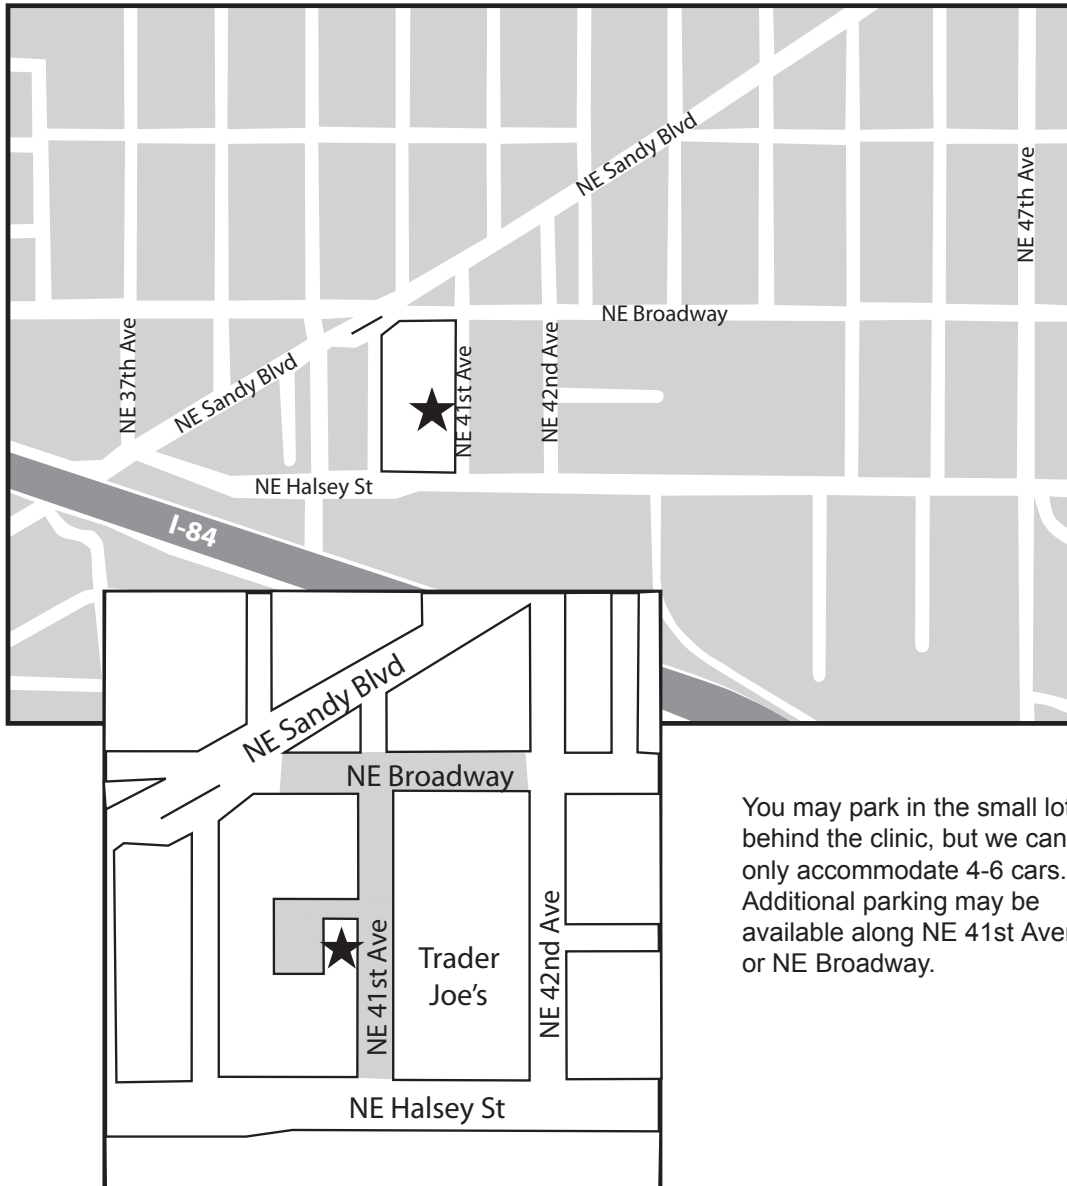 NE Sandy Blvd
NE 47th Ave
NE Broadway
NE 37th Ave
NE Sandy Blvd
NE 41st Ave
NE 42nd Ave
NE Halsey St
I-84
NE Sandy Blvd
NE Broadway
You may park in the small lot
behind the clinic, but we can
only accommodate 4-6 cars.
Additional parking may be
available along NE 41st
or NE Broadway.
NE 41st Ave
Trader
Joe's
NE 42nd Ave
NE Halsey St